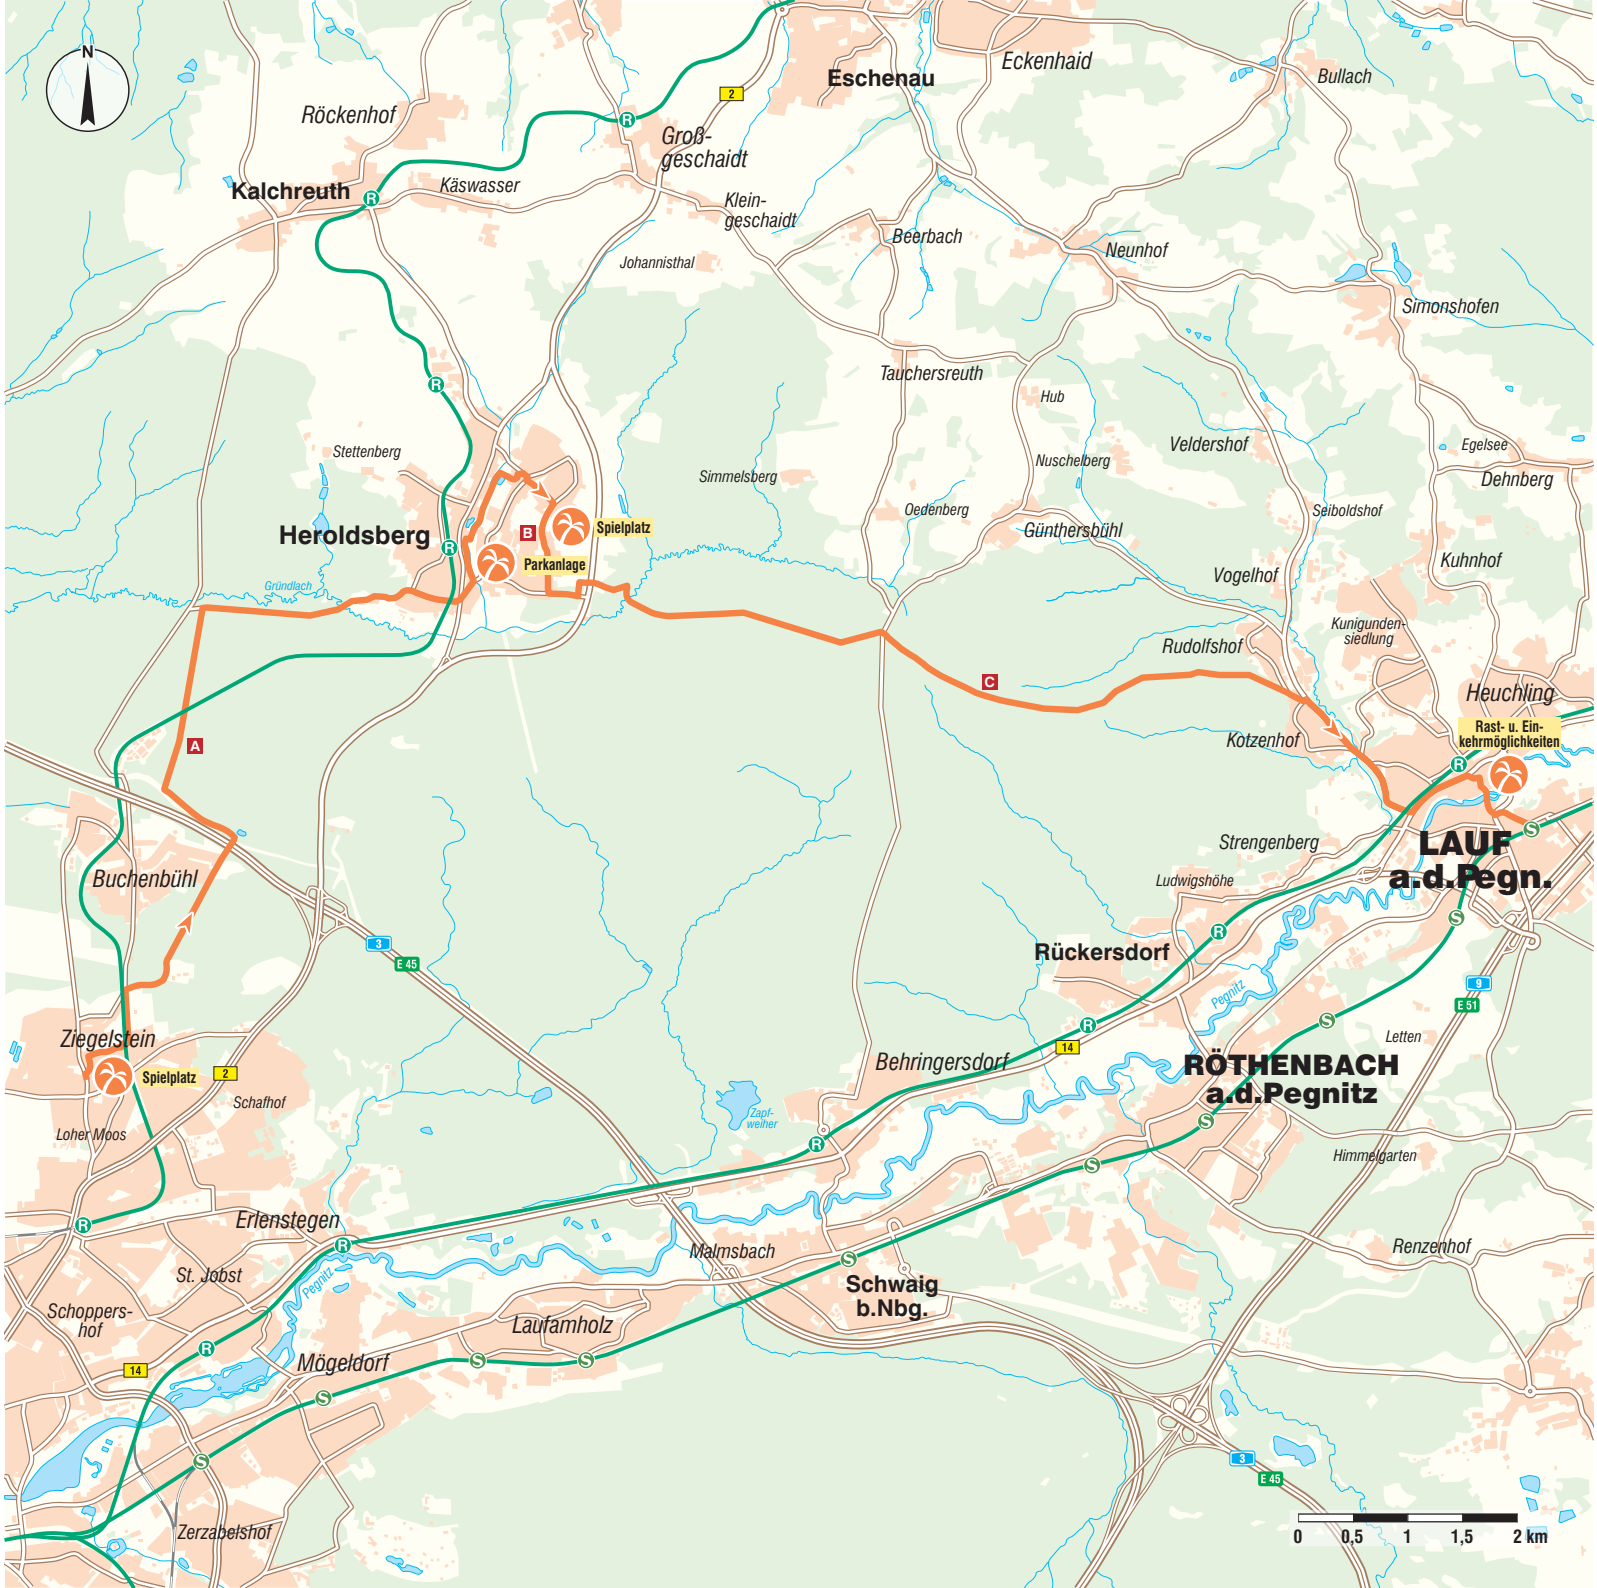 N
Eckenhaid
Eschenau
Bullach
2
Röckenhof
R
Groß-
geschaidt
Kalchreuth
R
Käswasser
Klein-
geschaidt
Beerbach
Neunhof
Johannisthal
Simonshofen
Tauchersreuth
R
Hub
Stettenberg
Veldershof
Egelsee
Nuschelberg
Simmelsberg
Dehnberg
Oedenberg
Seiboldshof
Heroldsberg
R
B
Spielplatz
Günthersbühl
Parkanlage
Kuhnhof
Vogelhof
Gründlach
Kunigunden-
siedlung
Rudolfshof
C
Heuchling
Rast- u. Ein-
kehrmöglichkeiten
Kotzenhof
A
R
S
Strengenberg
LAUF
a.d.Pegn.
Buchenbühl
Ludwigshöhe
S
R
3
E 45
Rückersdorf
Pegnitz
9
E 51
S
R
Letten
Ziegelstein
14
Behringersdorf
RÖTHENBACH
a.d.Pegnitz
2
Spielplatz
Schafhof
Zapf-
weiher
S
Loher Moos
R
Himmelgarten
S
Erlenstegen
R
R
Malmsbach
Renzenhof
S
St. Jobst
Pegnitz
Schwaig
b.Nbg.
Schoppers-
hof
Laufamholz
R
Mögeldorf
S
S
14
S
S
3
E 45
Zerzabelshof
0
0,5
1
1,5
2 km